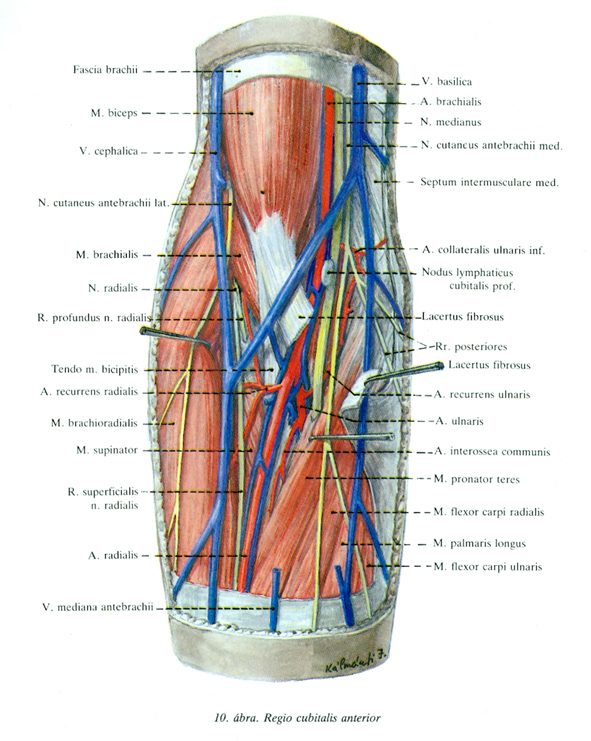 Fascia brachii
M. biceps
V. cephalica
N. cutaneus antebrachii lat.
M. brachialis
N. radialis
R. profundus n. radialis
Tendo m. bicipitis
A. recurrens radialis
M. brachioradialis
M. supinator
R. superficialis
n. radialis
A. radialis
V. mediana antebrachii
V. basilica
A. brachialis
N. medianus
N. cutancus antebrachii med.
Septum intermusculare med.
A. collateralis ulnaris inf.
Nodus lymphaticus
cubitalis prof.
Lacertus fibrosus
Rr. posteriores
Lacertus fibrosus
A. recurrens ulnaris
A. ulnaris
A. interossea communis
M. pronator teres
M. flexor carpi radialis
M. palmaris longus
M. flexor carpi ulnaris
10. ábra. Regio cubitalis anterior